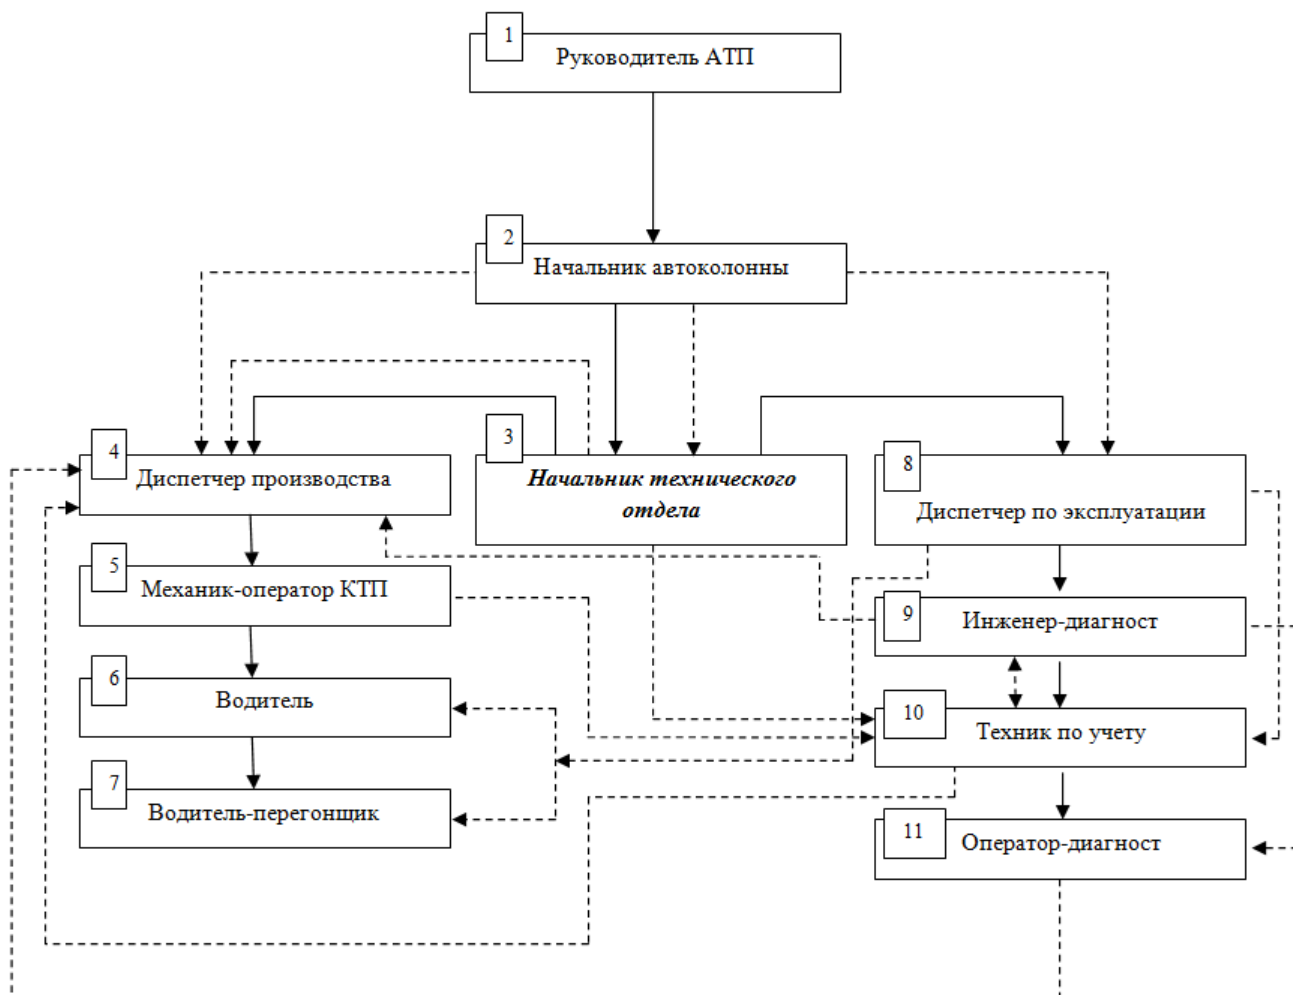 1
Руководитель АТП
2
Начальник автоколонны
3
Начальник технического
отдела
4
Диспетчер производства
5
Механик-оператор КТП
6
Водитель
7
Водитель-перегонщик
8
Диспетчер по эксплуатации
9
Инженер-диагност
10
Техник по учету
11
Оператор-диагност